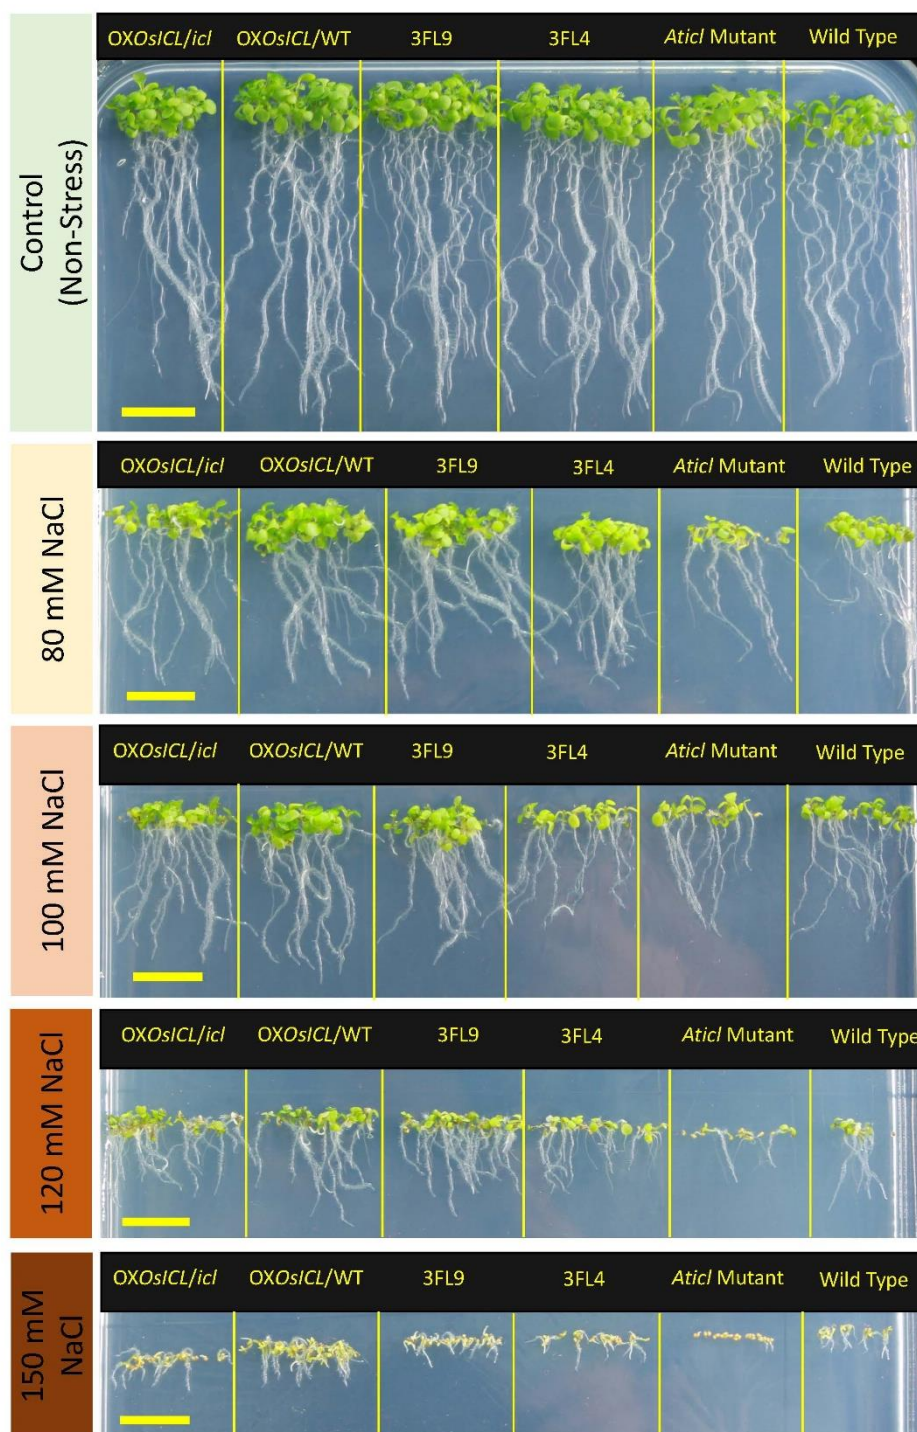 OXOsICL/icl OXOsICL/WT 3FL9 3FL4 Aticl Mutant Wild Type
Control
(Non-Stress)
OXOsICL/icl OXOsICL/WT 3FL9 3FL4 Aticl Mutant Wild Type
80 mM NaCl
OXOsICL/icl OXOsICL/WT 3FL9 3FL4 Aticl Mutant Wild Type
100 mM NaCl
OXOsICL/icl OXOsICL/WT 3FL9 3FL4 Aticl Mutant Wild Type
120 mM NaCl
OXOsICL/icl OXOsICL/WT 3FL9 3FL4 Aticl Mutant Wild Type
150 mM
NaCl